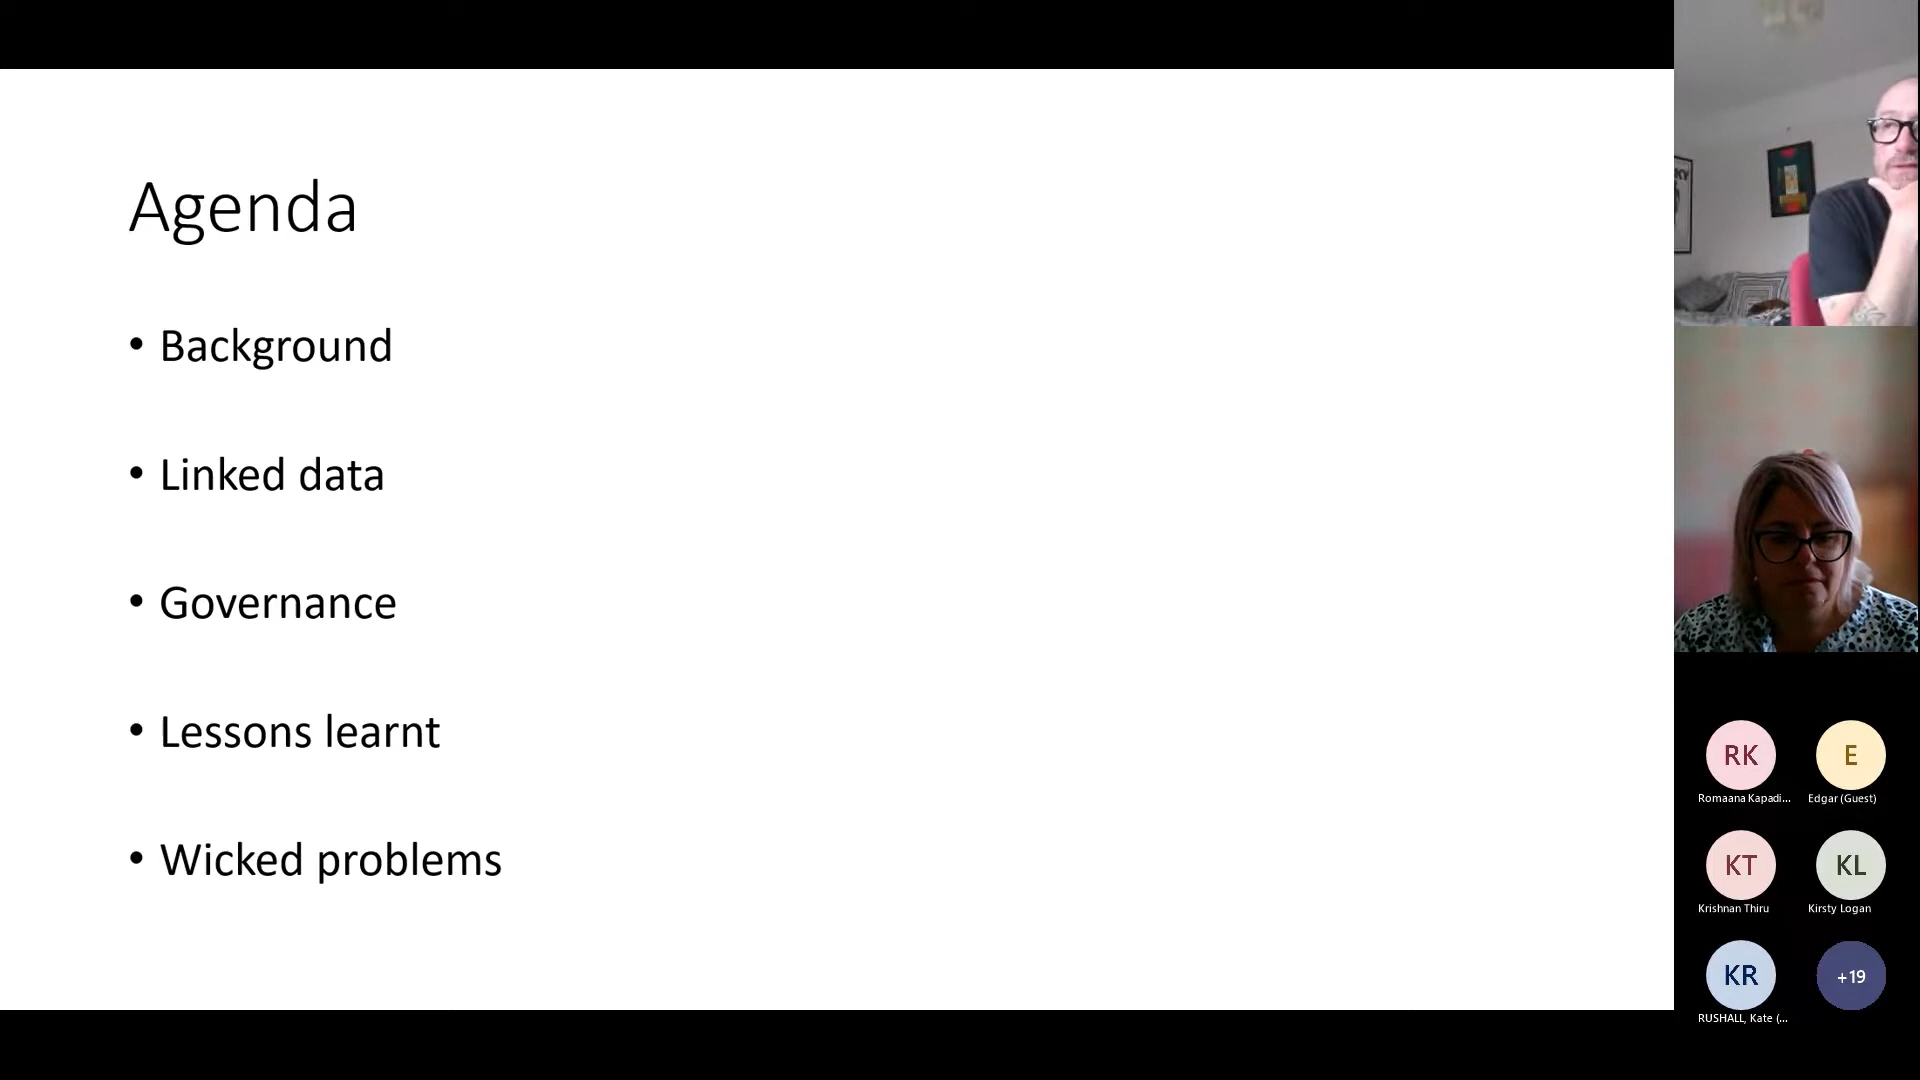 Agenda
• Background
• Linked data
• Governance
• Lessons learnt
• Wicked problems
RK
Romaana Kapadi...
E
Edgar (Guest)
KT
Krishnan Thiru
KL
Kirsty Logan
KR
RUSHALL, Kate (...
+19